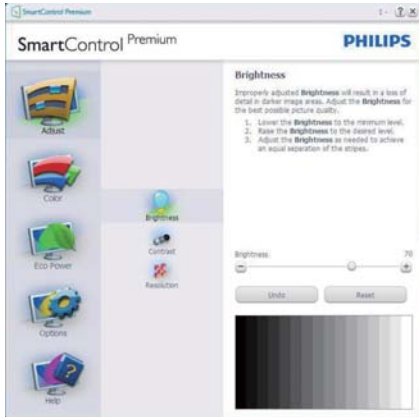 SmartControl Premium
SmartControl Premium
PHILIPS
Adjust
Color
Eco Power
Options
Help
Brightness
Contrast
Resolution
Brightness
Improperly adjusted Brightness will result in a loss of
detail in darker image areas. Adjust the Brightness for
the best possible picture quality.
1. Lower the Brightness to the minimum level.
2. Raise the Brightness to the desired level.
3. Adjust the Brightness as needed to achieve
an equal separation of the stripes.
Brightness: 70
Undo
Reset